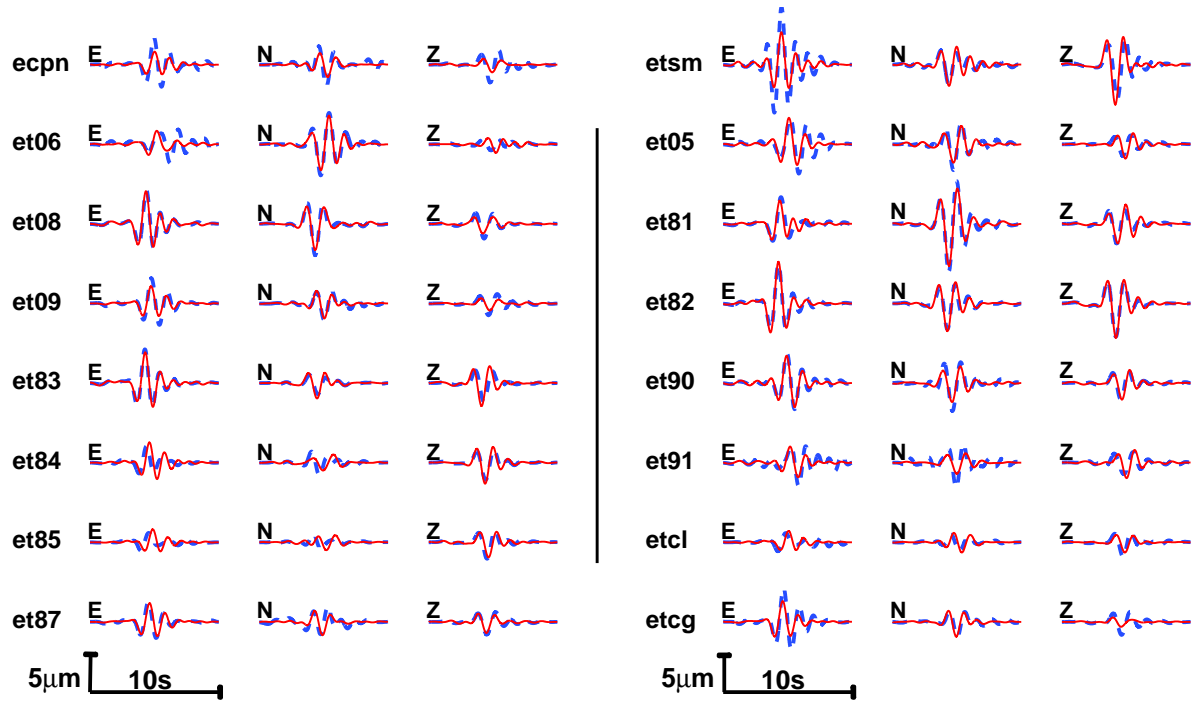 ecpn E N Z etsm E N Z
et06 E N Z et05 E N Z
et08 E N Z et81 E N Z
et09 E N Z et82 E N Z
et83 E N Z et90 E N Z
et84 E N Z et91 E N Z
et85 E N Z etcl E N Z
et87 E N Z etcg E N Z
5μm 10s 5μm 10s